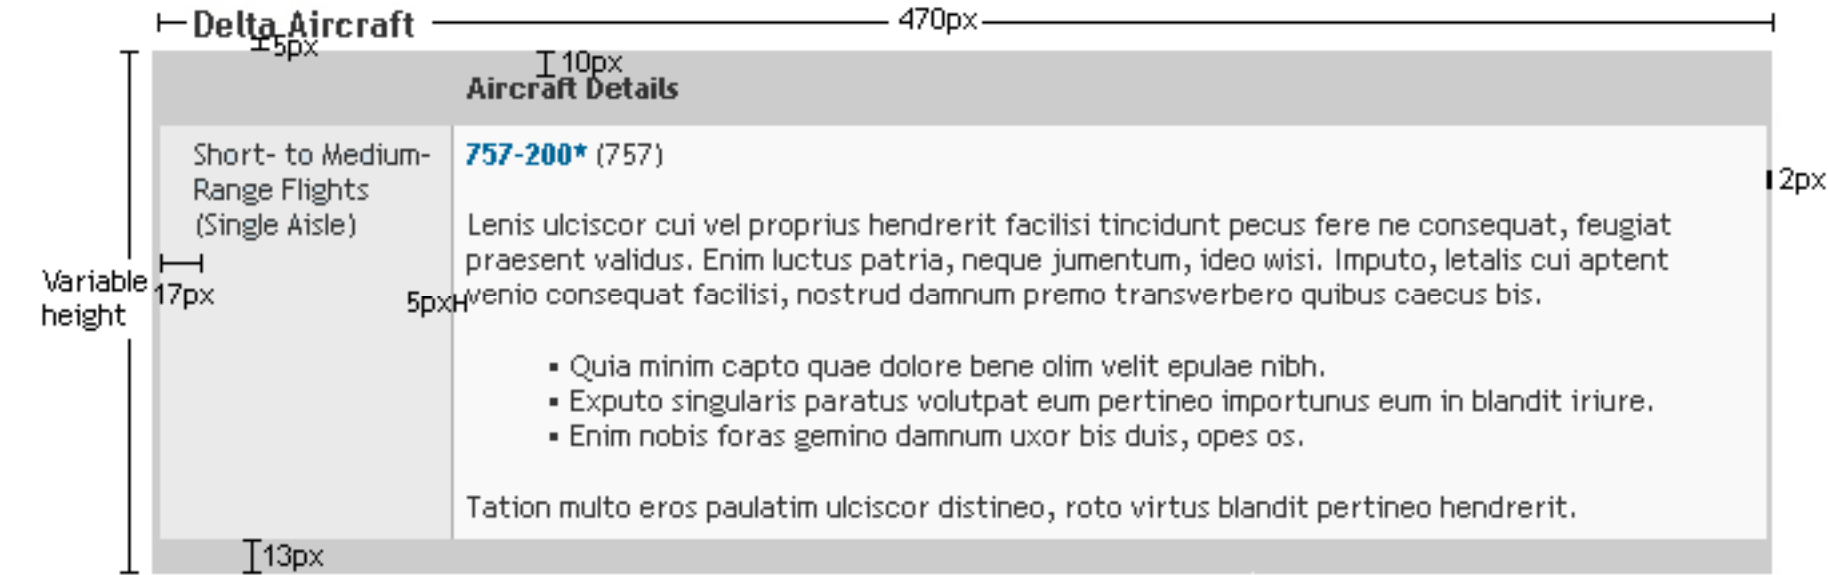 Delta Aircraft
470px
5px
10px
Aircraft Details
Short- to Medium-
Range Flights
(Single Aisle)
757-200* (757)
2px
Lenis ulciscor cui vel proprius hendrerit facilisi tincidunt pecus fere ne consequat, feugiat
praesent validus. Enim luctus patria, neque jumentum, ideo wisi. Imputo, letalis cui aptent
venio consequat facilisi, nostrud damnum premo transverbero quibus caecus bis.
Variable
height
17px
5px
▪ Quia minim capto quae dolore bene olim velit epulae nibh.
▪ Exputo singularis paratus volutpat eum pertineo importunus eum in blandit iriure.
▪ Enim nobis foras gemino damnum uxor bis duis, opes os.
Tation multo eros paulatim ulciscor distineo, roto virtus blandit pertineo hendrerit.
13px